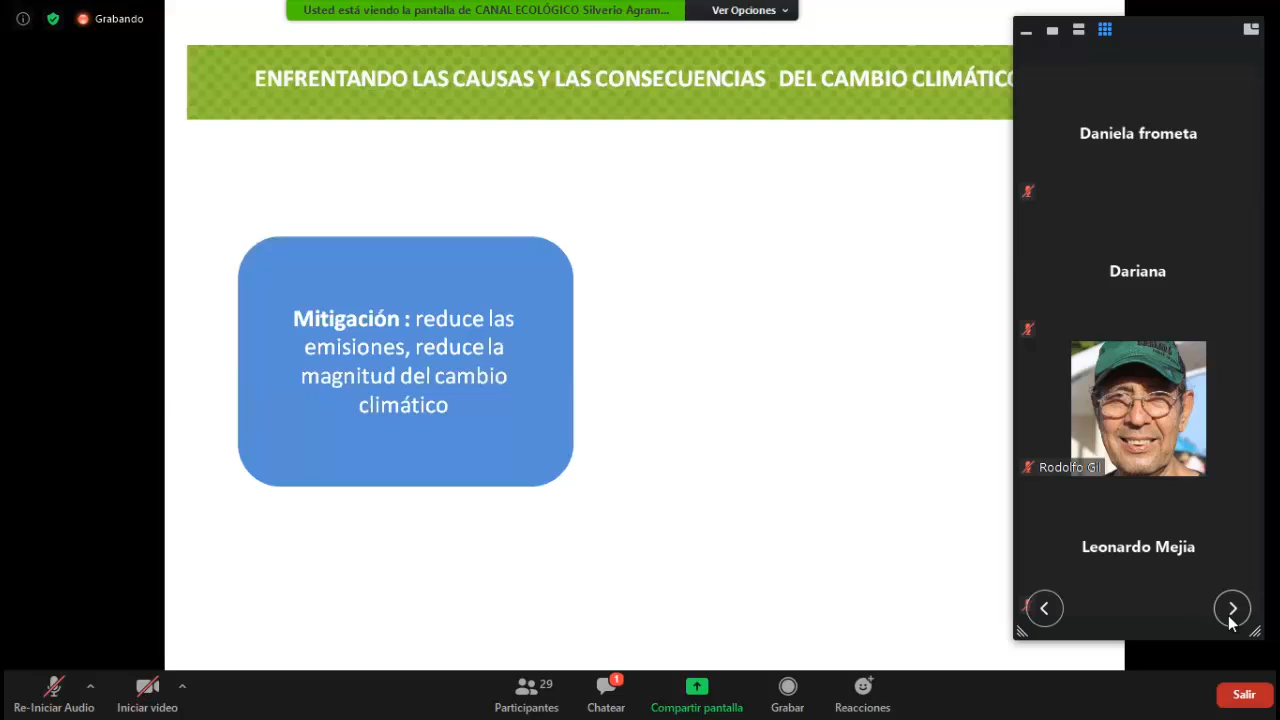 Grabando
Usted está viendo la pantalla de CANAL ECOLÓGICO Silverio Agram...
Ver Opciones
ENFRENTANDO LAS CAUSAS Y LAS CONSECUENCIAS DEL CAMBIO CLIMÁTICO
Mitigación : reduce las
emisiones, reduce la
magnitud del cambio
climático
Daniela frometa
Dariana
Rodolfo Gil
Leonardo Mejia
Re-Iniciar Audio
Iniciar video
29
Participantes
1
Chatear
Compartir pantalla
Grabar
Reacciones
Salir